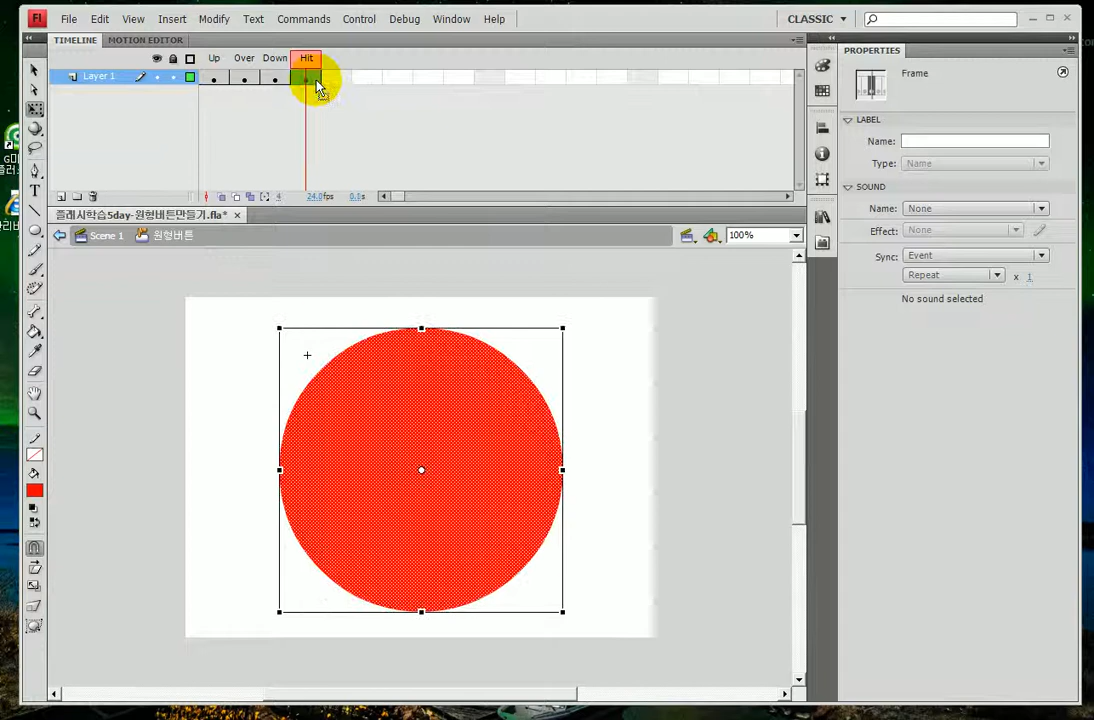 Fl File Edit View Insert Modify Text Commands Control Debug Window Help CLASSIC
TIMELINE MOTION EDITOR
PROPERTIES
Up Over Down Hit
Layer 1
Frame
LABEL
Name:
Type: Name
SOUND
Name: None
Effect: None
Sync: Event
Repeat x 1
No sound selected
4 24.0fps 0.0s
플래시학습5day-원형버튼만들기.fla*
Scene 1 원형버튼 100%
T